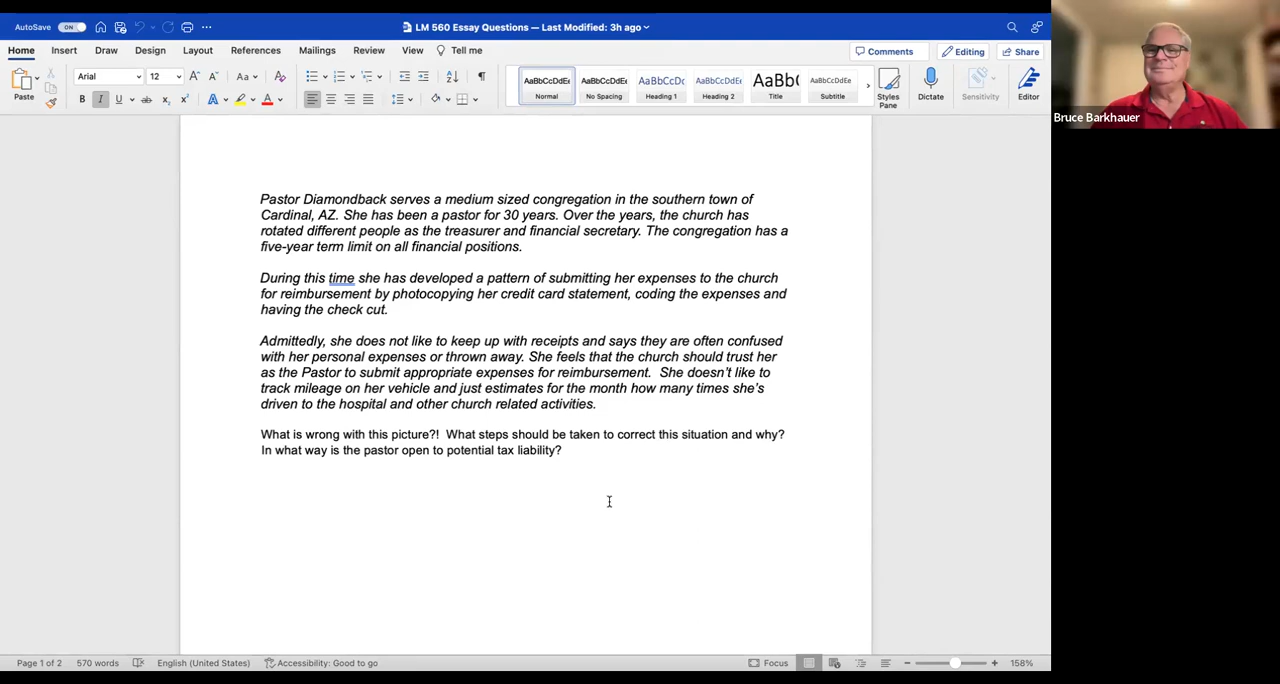 AutoSave ON LM 560 Essay Questions — Last Modified: 3h ago
Home Insert Draw Design Layout References Mailings Review View Tell me Comments Editing Share
Paste Arial 12 Aa
AaBbCcDdEe AaBbCcDdEe AaBbCcDc AaBbCcDdEe AaBb( AaBbCcDdEe
Normal No Spacing Heading 1 Heading 2 Title Subtitle Styles Pane Dictate Sensitivity Editor
B I U ab x₂ x² A A
Bruce Barkhauer
Pastor Diamondback serves a medium sized congregation in the southern town of
Cardinal, AZ. She has been a pastor for 30 years. Over the years, the church has
rotated different people as the treasurer and financial secretary. The congregation has a
five-year term limit on all financial positions.
During this time she has developed a pattern of submitting her expenses to the church
for reimbursement by photocopying her credit card statement, coding the expenses and
having the check cut.
Admittedly, she does not like to keep up with receipts and says they are often confused
with her personal expenses or thrown away. She feels that the church should trust her
as the Pastor to submit appropriate expenses for reimbursement. She doesn't like to
track mileage on her vehicle and just estimates for the month how many times she's
driven to the hospital and other church related activities.
What is wrong with this picture?! What steps should be taken to correct this situation and why?
In what way is the pastor open to potential tax liability?
Page 1 of 2 570 words English (United States) Accessibility: Good to go Focus 158%